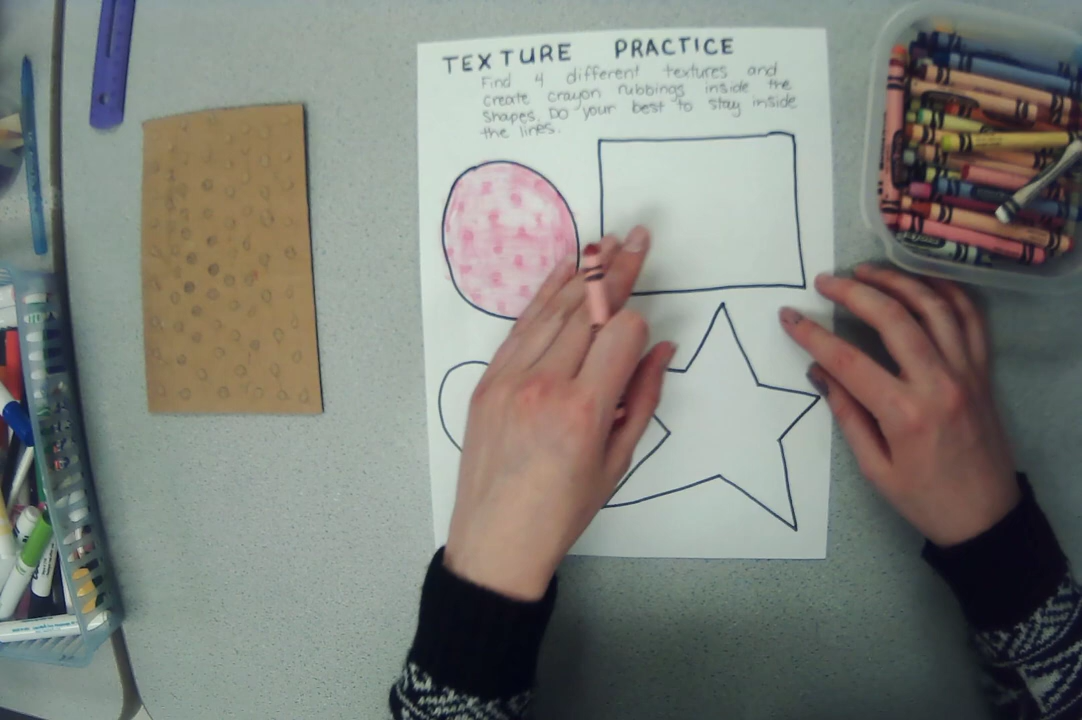 TEXTURE PRACTICE
Find 4 different textures and
create crayon rubbings inside the
shapes. Do your best to stay inside
the lines.